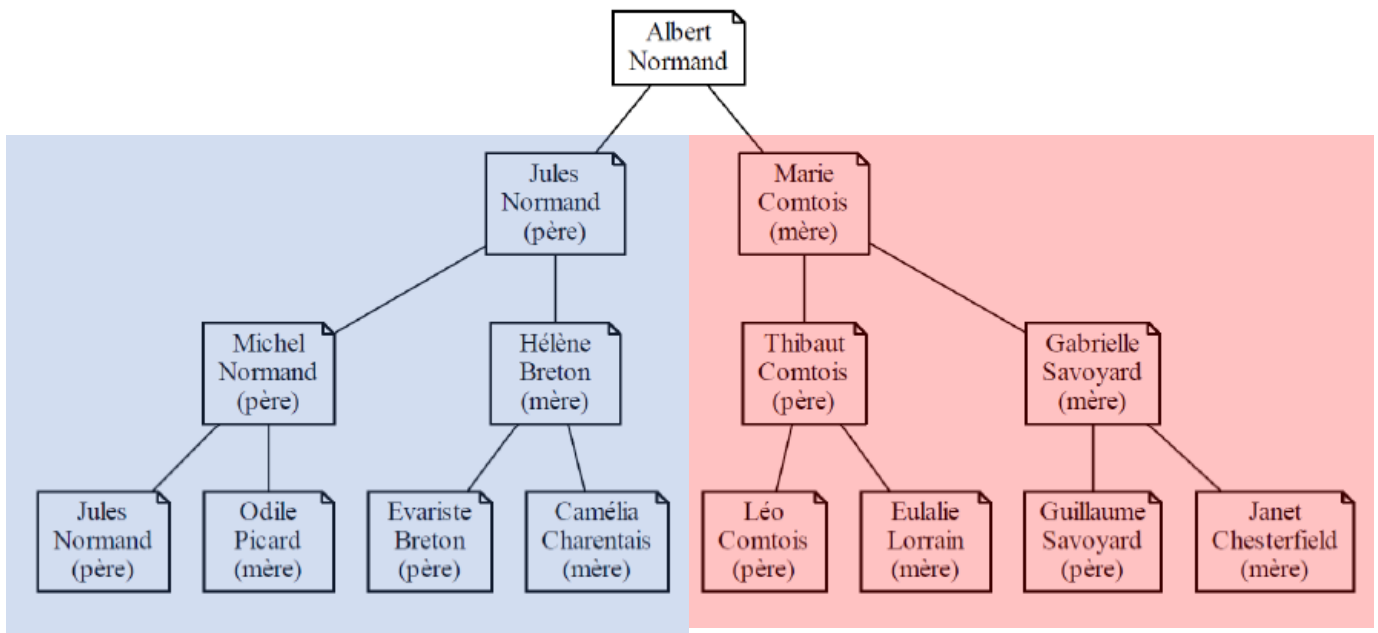 Albert
Normand
Jules
Normand
(père)
Marie
Comtois
(mère)
Michel
Normand
(père)
Hélène
Breton
(mère)
Thibaut
Comtois
(père)
Gabrielle
Savoyard
(mère)
Jules
Normand
(père)
Odile
Picard
(mère)
Evariste
Breton
(père)
Camélia
Charentais
(mère)
Léo
Comtois
(père)
Eulalie
Lorrain
(mère)
Guillaume
Savoyard
(père)
Janet
Chesterfield
(mère)